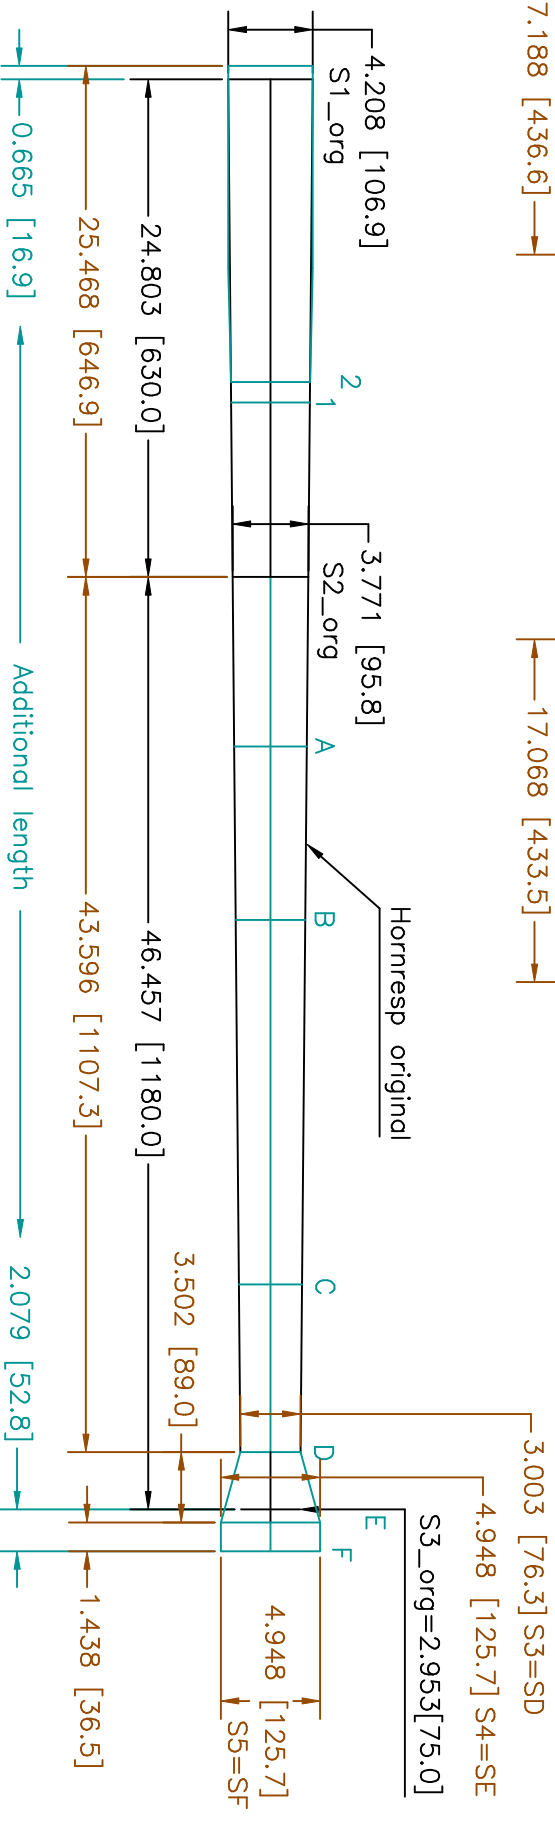 7.188 [436.6]
17.068 [433.5]
4.208 [106.9]
S1_org
3.771 [95.8]
S2_org
Hornresp original
2
1
A
B
C
D
E
F
3.003 [76.3] S3=SD
4.948 [125.7] S4=SE
S3_org=2.953[75.0]
4.948 [125.7]
S5=SF
3.502 [89.0]
24.803 [630.0]
46.457 [1180.0]
25.468 [646.9]
43.596 [1107.3]
1.438 [36.5]
0.665 [16.9]
Additional length
2.079 [52.8]